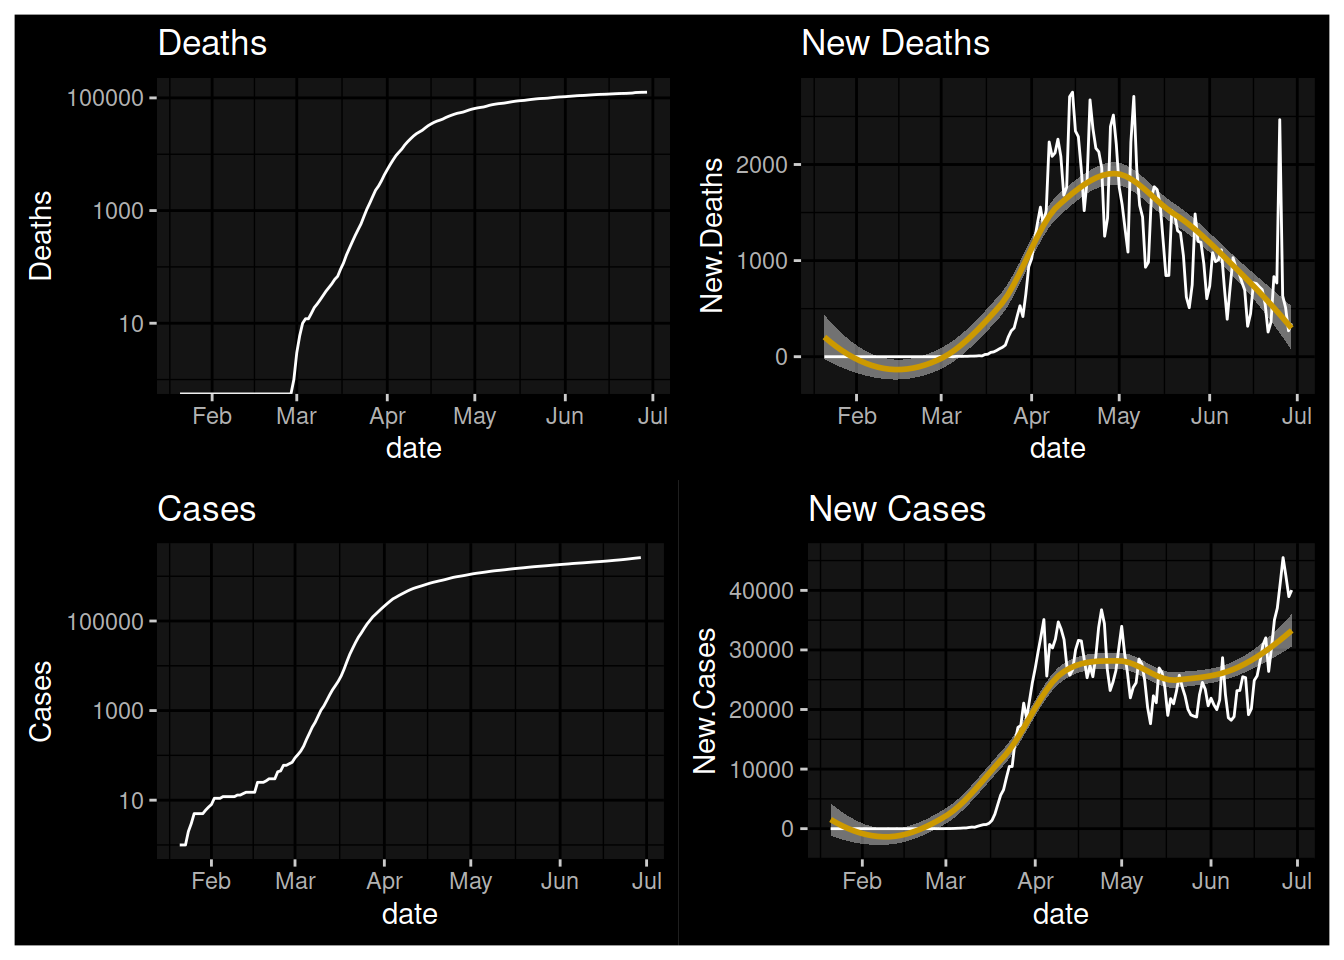 Deaths
Deaths
100000
1000
10
Feb Mar Apr May Jun Jul
date
New Deaths
New.Deaths
2000
1000
0
Feb Mar Apr May Jun Jul
date
Cases
Cases
100000
1000
10
Feb Mar Apr May Jun Jul
date
New Cases
New.Cases
40000
30000
20000
10000
0
Feb Mar Apr May Jun Jul
date